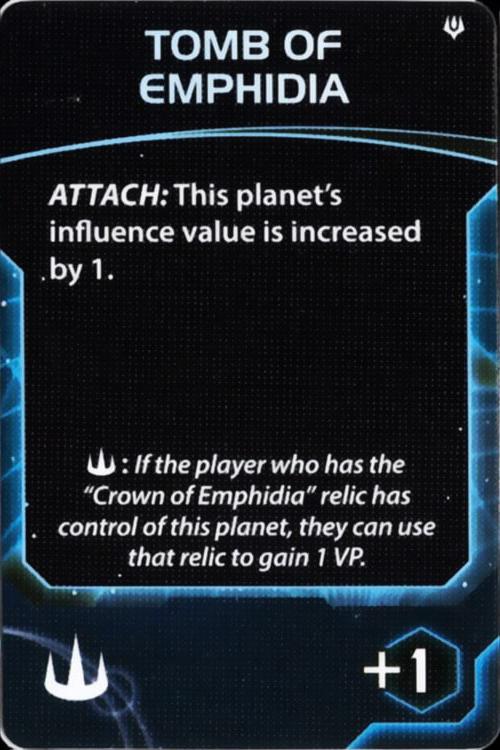 TOMB OF
EMPHIDIA
ATTACH: This planet's
influence value is increased
by 1.
: If the player who has the
“Crown of Emphidia” relic has
control of this planet, they can use
that relic to gain 1 VP.
+1